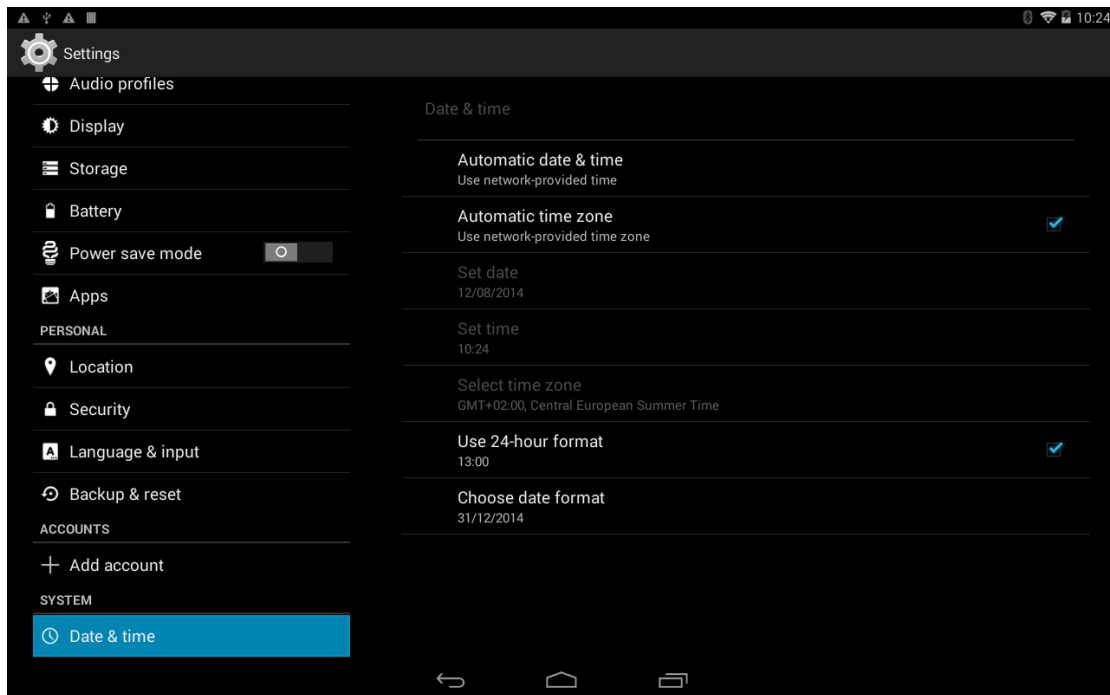 10:24
Settings
Audio profiles
Display
Storage
Battery
Power save mode
Apps
PERSONAL
Location
Security
Language & input
Backup & reset
ACCOUNTS
Add account
SYSTEM
Date & time
Date & time
Automatic date & time
Use network-provided time
Automatic time zone
Use network-provided time zone
Set date
12/08/2014
Set time
10:24
Select time zone
GMT+02:00, Central European Summer Time
Use 24-hour format
13:00
Choose date format
31/12/2014